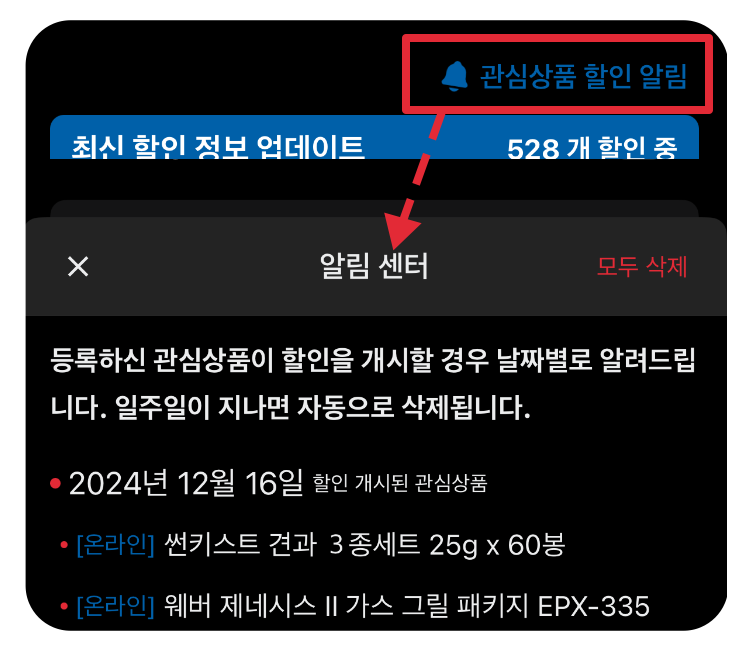 관심상품 할인 알림
최신 할인 정보 업데이트 528 개 할인 중
알림 센터 모두 삭제
등록하신 관심상품이 할인을 개시할 경우 날짜별로 알려드립
니다. 일주일이 지나면 자동으로 삭제됩니다.
• 2024년 12월 16일 할인 개시된 관심상품
• [온라인] 썬키스트 견과 3종세트 25g x 60봉
• [온라인] 웨버 제네시스 II 가스 그릴 패키지 EPX-335